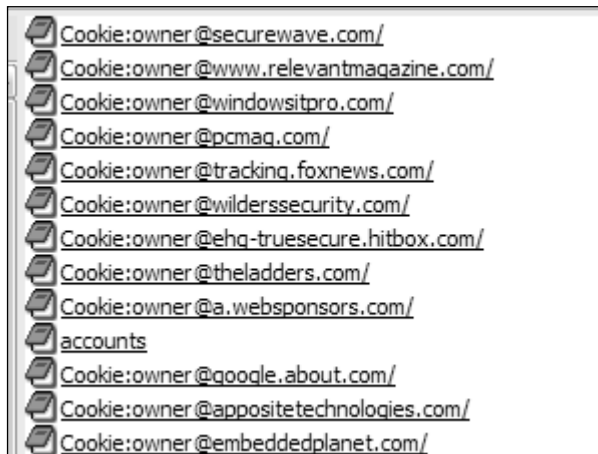 Cookie:owner@securewave.com/
Cookie:owner@www.relevantmagazine.com/
Cookie:owner@windowsitpro.com/
Cookie:owner@pcmag.com/
Cookie:owner@tracking.foxnews.com/
Cookie:owner@wilderssecurity.com/
Cookie:owner@ehg-truesecure.hitbox.com/
Cookie:owner@theladders.com/
Cookie:owner@a.websponsors.com/
accounts
Cookie:owner@google.about.com/
Cookie:owner@appositetechnologies.com/
Cookie:owner@embeddedplanet.com/